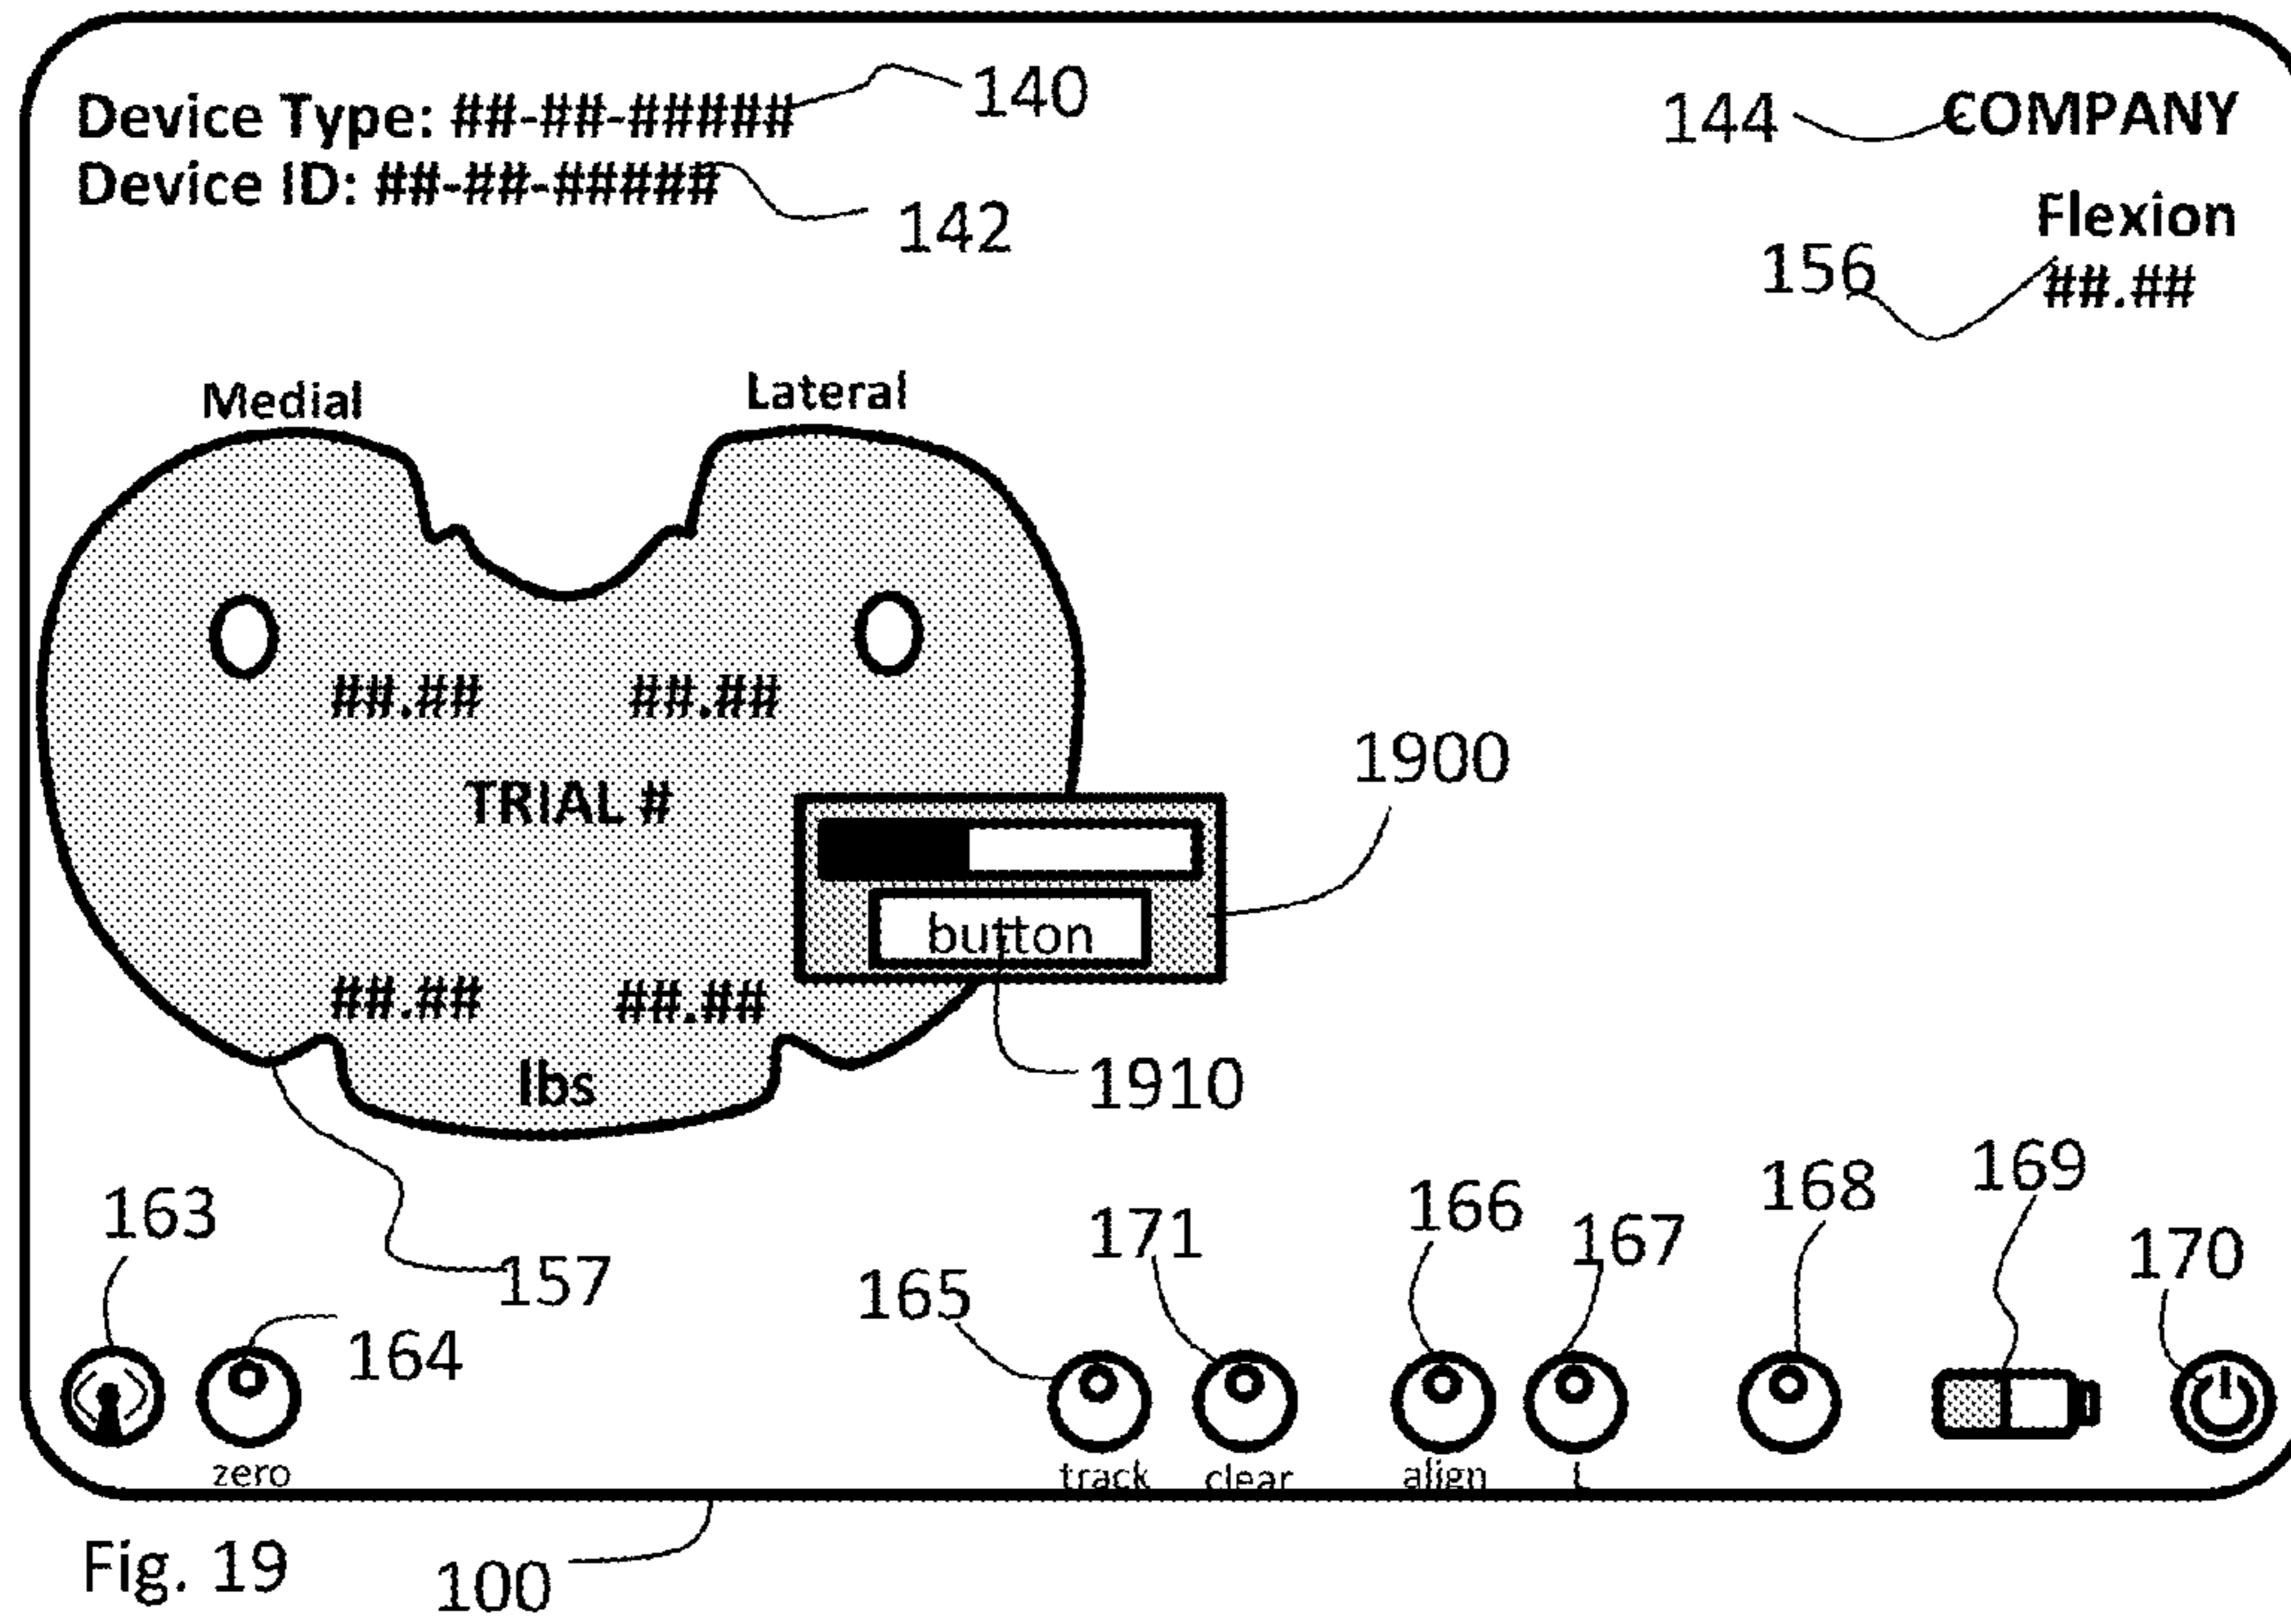 Device Type: ##-##-#####
140
144
COMPANY
Device ID: ##-##-#####
142
Flexion
156
##.##
Medial
Lateral
##.##
##.##
1900
TRIAL #
button
##.##
##.##
1910
lbs
163
157
164
165
171
166
167
168
169
170
zero
track
clear
align
Fig. 19
100